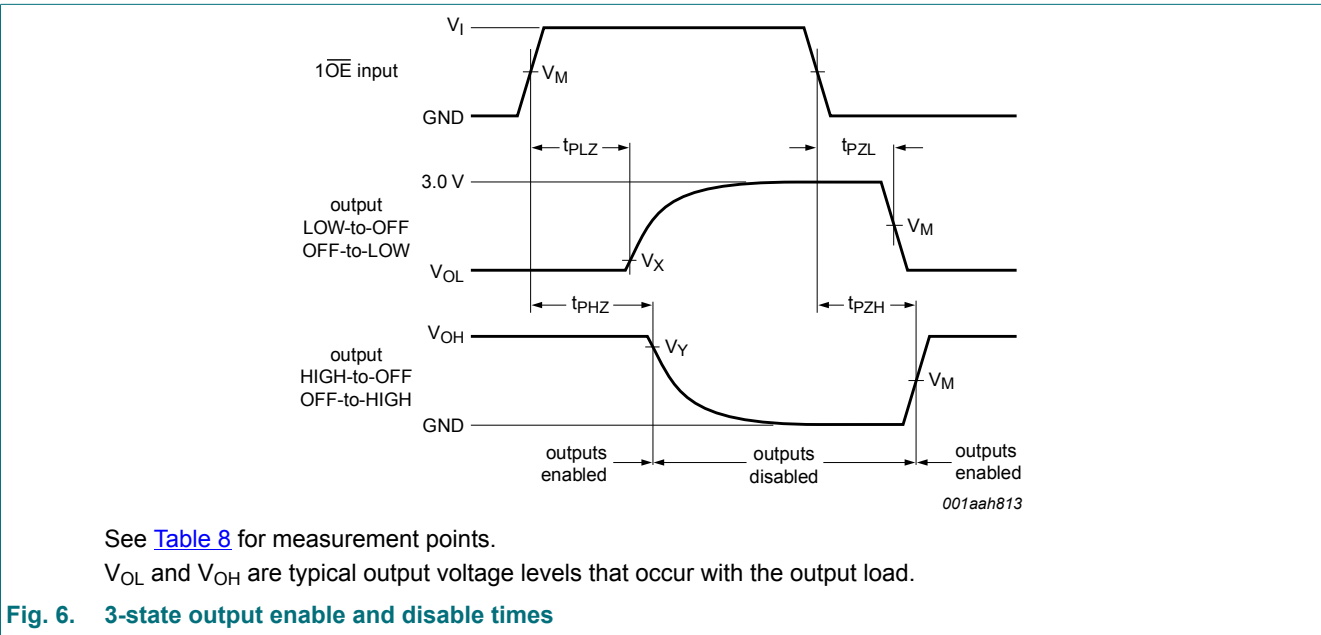 V_I
1O̅E̅ input
V_M
GND
t_PLZ
t_PZL
3.0 V
output
LOW-to-OFF
OFF-to-LOW
V_M
V_X
V_OL
t_PHZ
t_PZH
V_OH
output
HIGH-to-OFF
OFF-to-HIGH
V_Y
V_M
GND
outputs
enabled
outputs
disabled
outputs
enabled
001aah813
See Table 8 for measurement points.
V_OL and V_OH are typical output voltage levels that occur with the output load.
Fig. 6. 3-state output enable and disable times